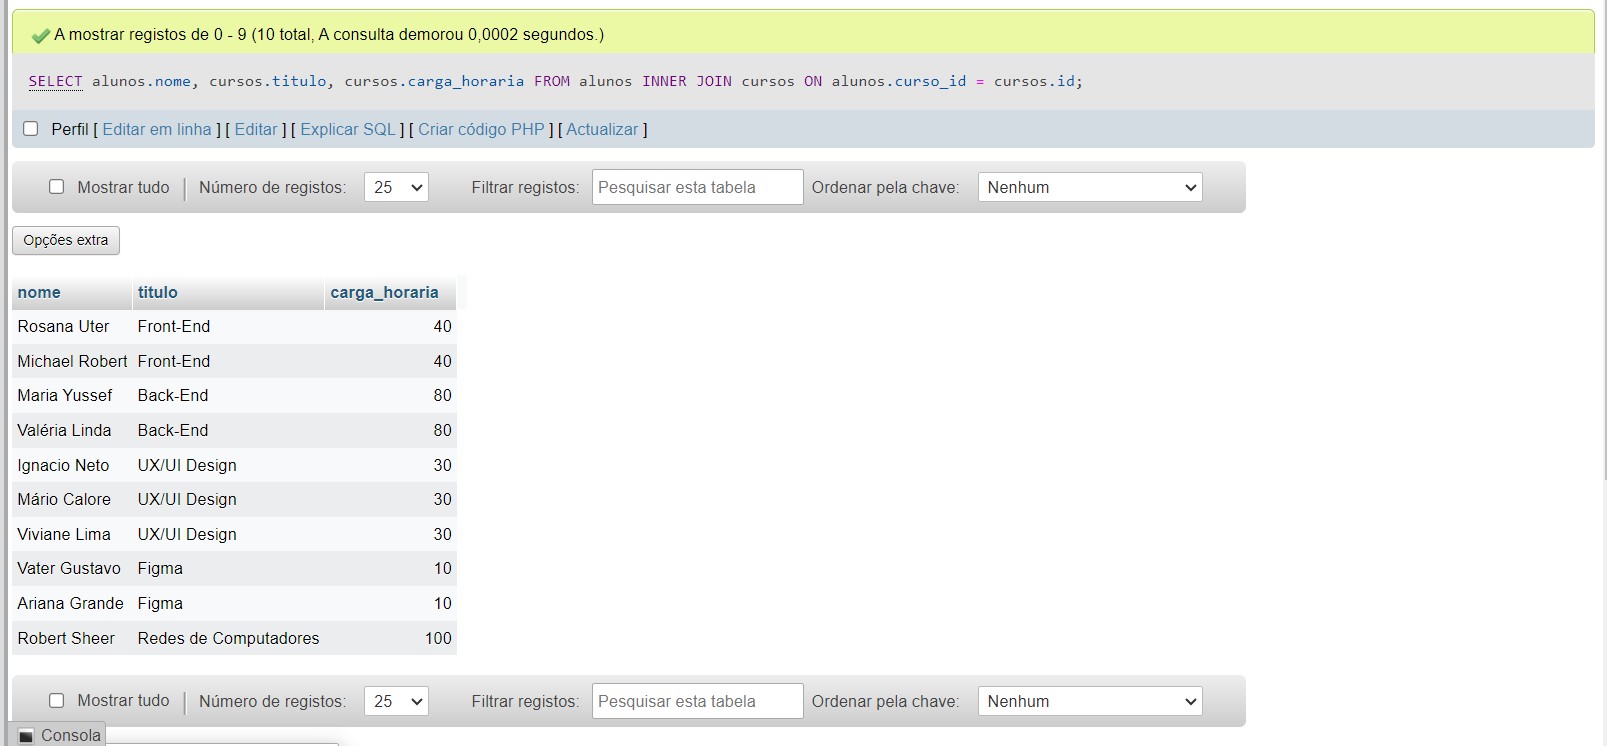 A mostrar registos de 0 - 9 (10 total, A consulta demorou 0,0002 segundos.)
SELECT alunos.nome, cursos.titulo, cursos.carga_horaria FROM alunos INNER JOIN cursos ON alunos.curso_id = cursos.id;
Perfil [ Editar em linha ] [ Editar ] [ Explicar SQL ] [ Criar código PHP ] [ Actualizar ]
Mostrar tudo Número de registos: 25 Filtrar registos: Pesquisar esta tabela Ordenar pela chave: Nenhum
Opções extra
nome titulo carga_horaria
Rosana Uter Front-End 40
Michael Robert Front-End 40
Maria Yussef Back-End 80
Valéria Linda Back-End 80
Ignacio Neto UX/UI Design 30
Mário Calore UX/UI Design 30
Viviane Lima UX/UI Design 30
Vater Gustavo Figma 10
Ariana Grande Figma 10
Robert Sheer Redes de Computadores 100
Mostrar tudo Número de registos: 25 Filtrar registos: Pesquisar esta tabela Ordenar pela chave: Nenhum
Consola